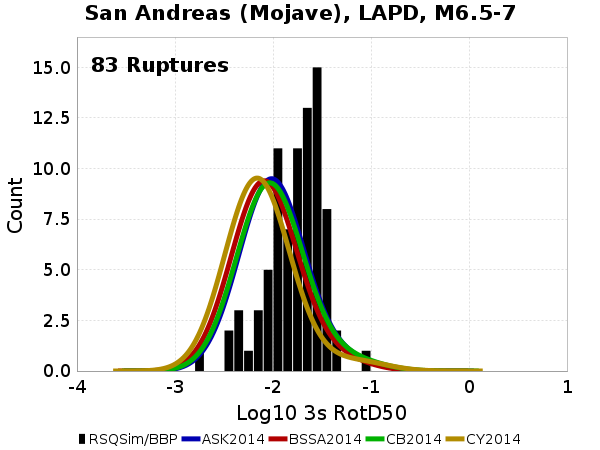 San Andreas (Mojave), LAPD, M6.5-7
83 Ruptures
15.0
12.5
10.0
7.5
5.0
2.5
0.0
Count
-4 -3 -2 -1 0 1
Log10 3s RotD50
RSQSim/BBP ASK2014 BSSA2014 CB2014 CY2014